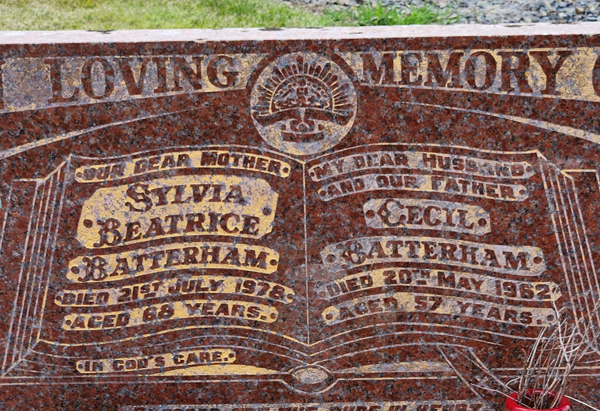 LOVING MEMORY
OUR DEAR MOTHER
SYLVIA
BEATRICE
BATTERHAM
DIED 21ST JULY 1978
AGED 68 YEARS.
IN GOD'S CARE.
MY DEAR HUSBAND
AND OUR FATHER
CECIL
BATTERHAM
DIED 20TH MAY 1962
AGED 57 YEARS.